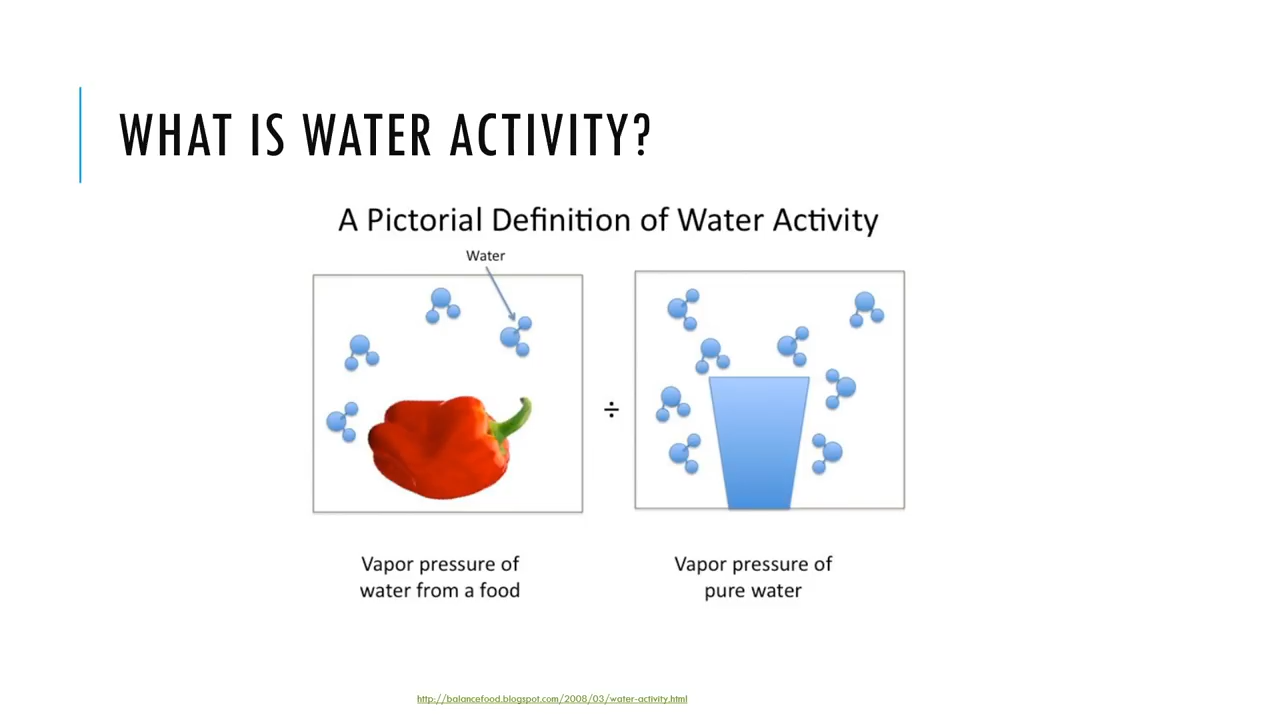 WHAT IS WATER ACTIVITY?
A Pictorial Definition of Water Activity
Water
÷
Vapor pressure of
water from a food
Vapor pressure of
pure water
http://balancefood.blogspot.com/2008/03/water-activity.html